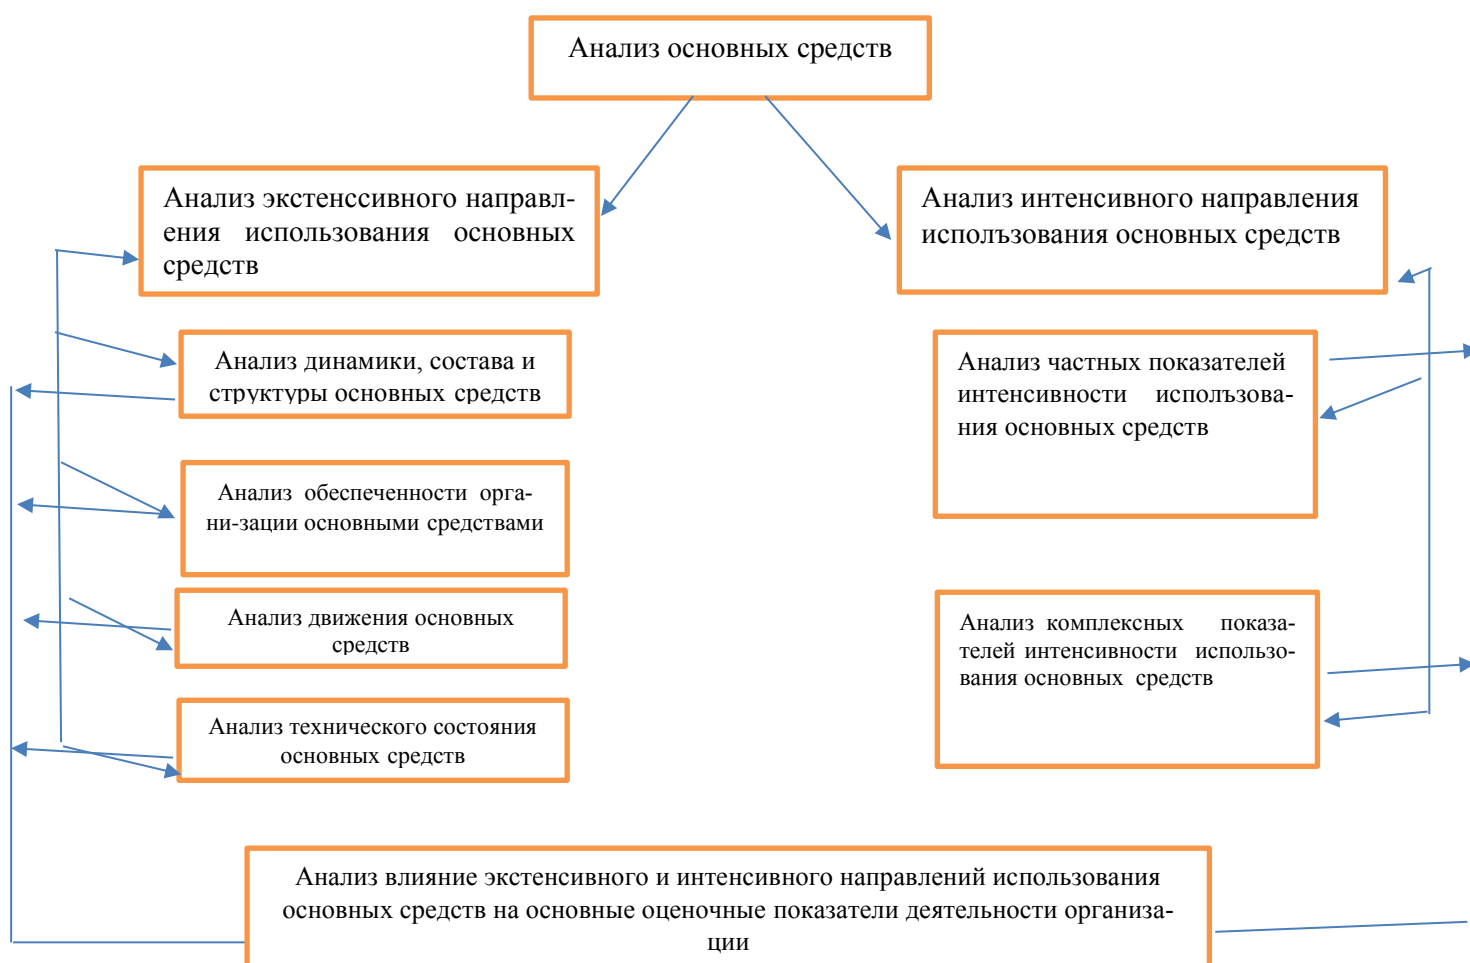 Анализ основных средств
Анализ экстенссивного направл-
ения использования основных
средств
Анализ интенсивного направления
исполъзования основных средств
Анализ динамики, состава и
структуры основных средств
Анализ частных показателей
интенсивности исполъзова-
ния основных средств
Анализ обеспеченности орга-
ни-зации основными средствами
Анализ движения основных
средств
Анализ комплексных показа-
телей интенсивности использо-
вания основных средств
Анализ технического состояния
основных средств
Анализ влияние экстенсивного и интенсивного направлений использования
основных средств на основные оценочные показатели деятельности организа-
ции